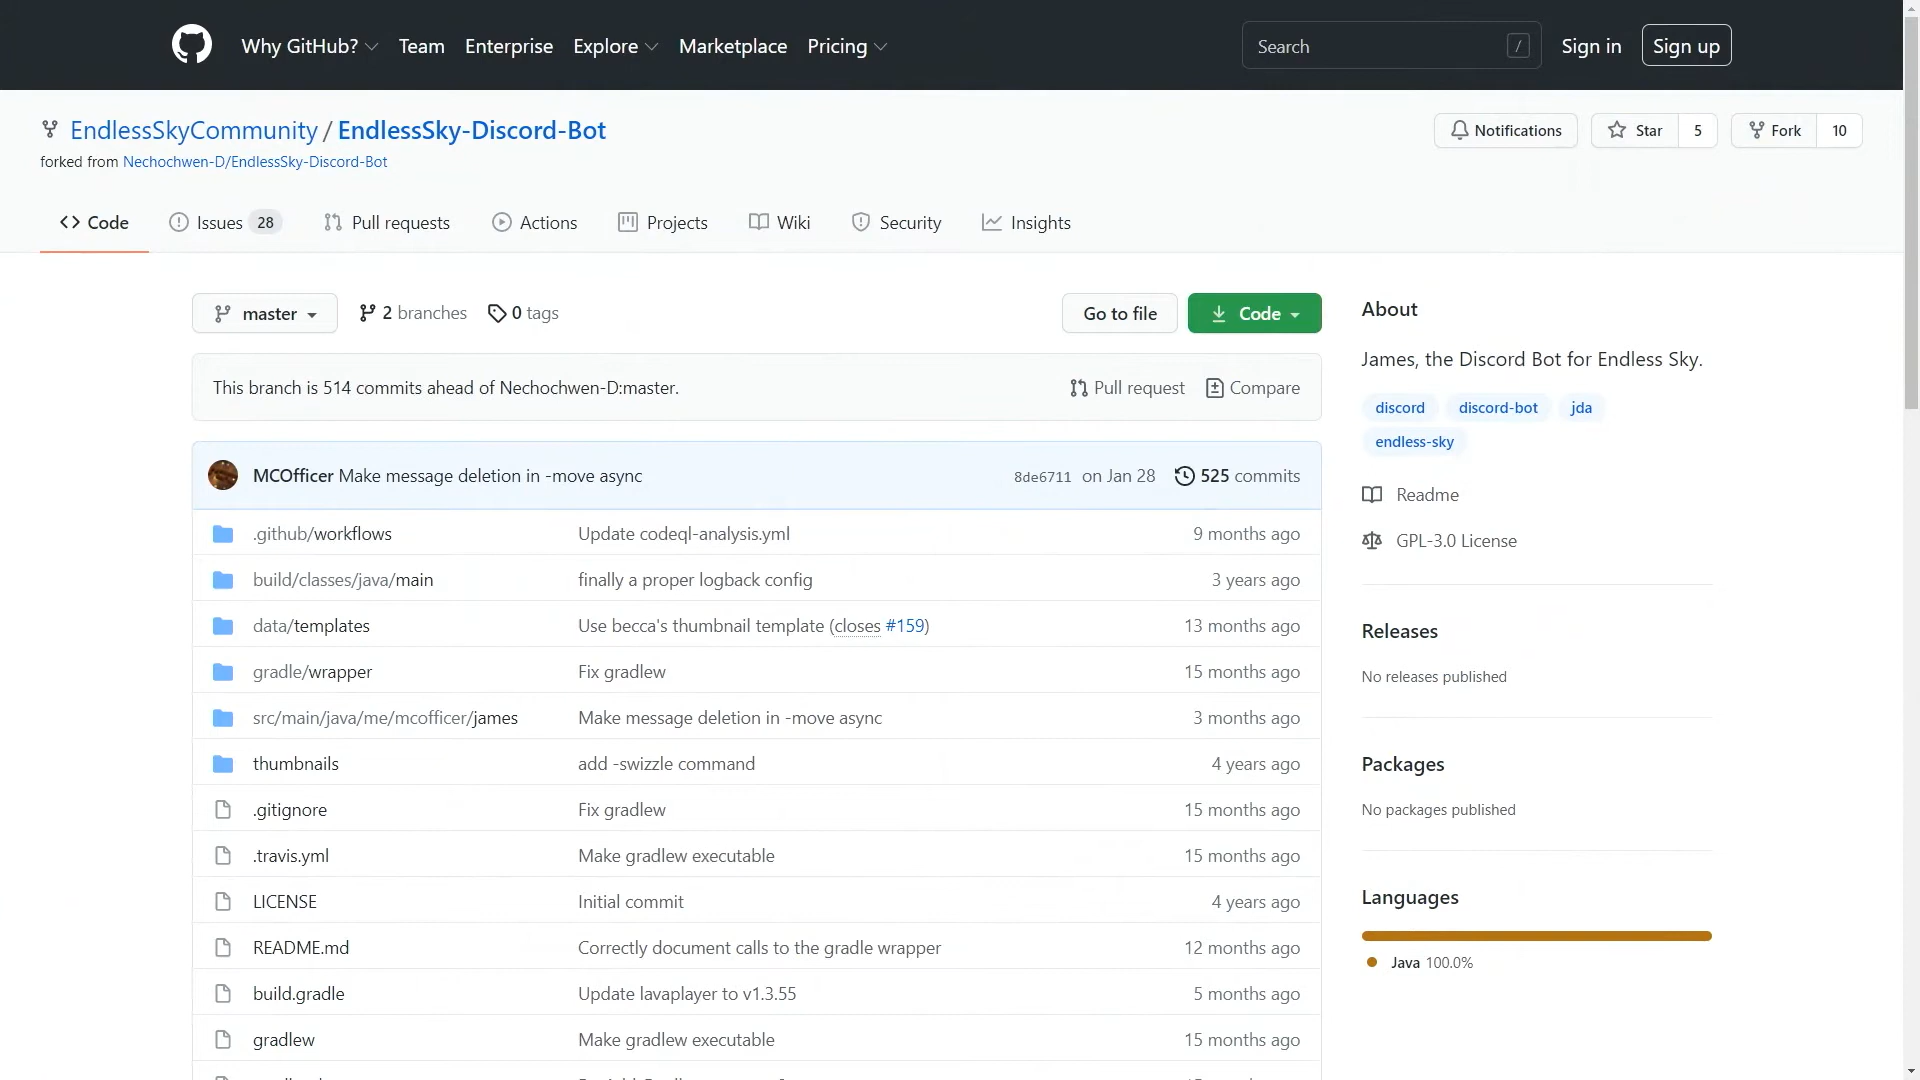 Why GitHub? Team Enterprise Explore Marketplace Pricing Search / Sign in Sign up
EndlessSkyCommunity / EndlessSky-Discord-Bot Notifications Star 5 Fork 10
forked from Nechochwen-D/EndlessSky-Discord-Bot
Code Issues 28 Pull requests Actions Projects Wiki Security Insights
master 2 branches 0 tags Go to file Code
This branch is 514 commits ahead of Nechochwen-D:master. Pull request Compare
MCOfficer Make message deletion in -move async 8de6711 on Jan 28 525 commits
.github/workflows Update codeql-analysis.yml 9 months ago
build/classes/java/main finally a proper logback config 3 years ago
data/templates Use becca's thumbnail template (closes #159) 13 months ago
gradle/wrapper Fix gradlew 15 months ago
src/main/java/me/mcofficer/james Make message deletion in -move async 3 months ago
thumbnails add -swizzle command 4 years ago
.gitignore Fix gradlew 15 months ago
.travis.yml Make gradlew executable 15 months ago
LICENSE Initial commit 4 years ago
README.md Correctly document calls to the gradle wrapper 12 months ago
build.gradle Update lavaplayer to v1.3.55 5 months ago
gradlew Make gradlew executable 15 months ago
About
James, the Discord Bot for Endless Sky.
discord discord-bot jda
endless-sky
Readme
GPL-3.0 License
Releases
No releases published
Packages
No packages published
Languages
Java 100.0%